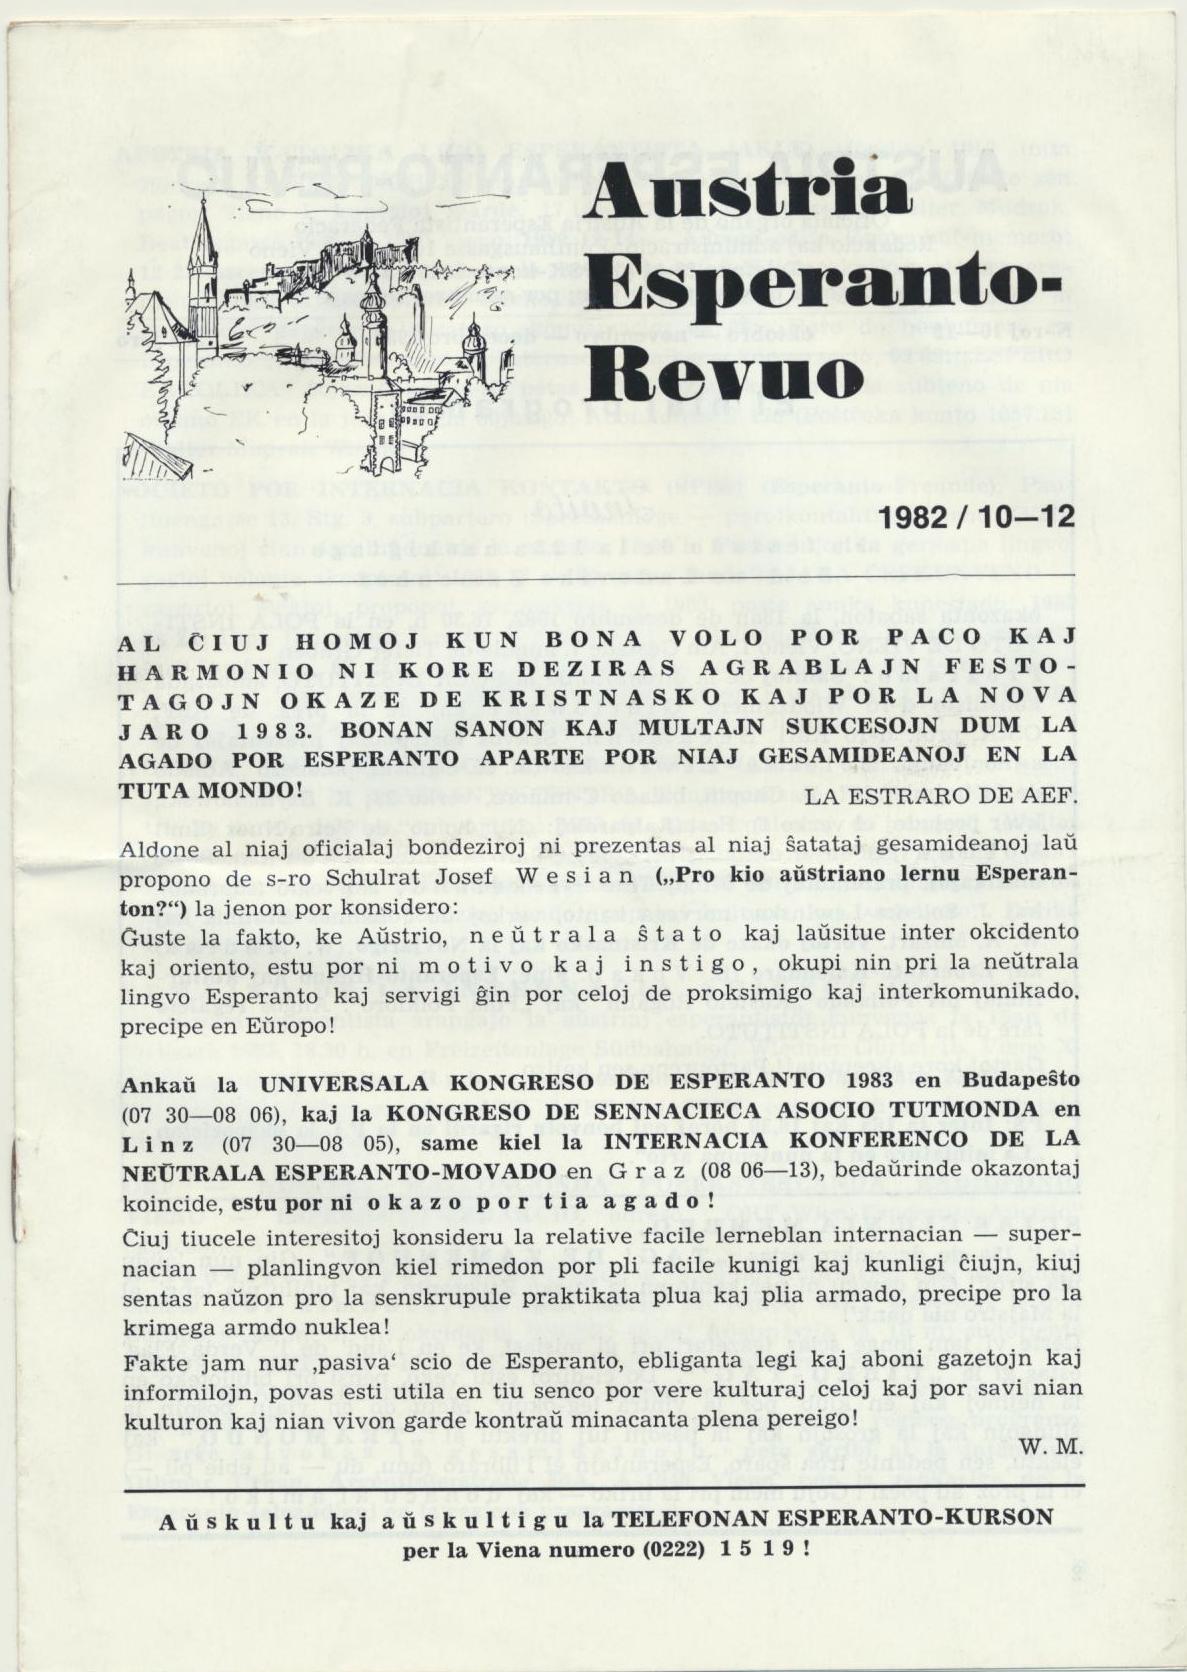 Austria
Esperanto-
Revuo
1982 / 10—12
AL ĈIUJ HOMOJ KUN BONA VOLO POR PACO KAJ
HARMONIO NI KORE DEZIRAS AGRABLAJN FESTO-
TAGOJN OKAZE DE KRISTNASKO KAJ POR LA NOVA
JARO 1983. BONAN SANON KAJ MULTAJN SUKCESOJN DUM LA
AGADO POR ESPERANTO APARTE POR NIAJ GESAMIDEANOJ EN LA
TUTA MONDO!
LA ESTRARO DE AEF.
Aldone al niaj oficialaj bondeziroj ni prezentas al niaj ŝatataj gesamideanoj laŭ
propono de s-ro Schulrat Josef Wesian („Pro kio aŭstriano lernu Esperan-
ton?“) la jenon por konsidero:
Ĝuste la fakto, ke Aŭstrio, neŭtrala ŝtato kaj laŭsitue inter okcidento
kaj oriento, estu por ni motivo kaj instigo, okupi nin pri la neŭtrala
lingvo Esperanto kaj servigi ĝin por celoj de proksimigo kaj interkomunikado,
precipe en Eŭropo!
Ankaŭ la UNIVERSALA KONGRESO DE ESPERANTO 1983 en Budapeŝto
(07 30—08 06), kaj la KONGRESO DE SENNACIECA ASOCIO TUTMONDA en
Linz (07 30—08 05), same kiel la INTERNACIA KONFERENCO DE LA
NEŬTRALA ESPERANTO-MOVADO en Graz (08 06—13), bedaŭrinde okazontaj
koincide, estu por ni okazo por tia agado!
Ĉiuj tiucele interesitoj konsideru la relative facile lerneblan internacian — super-
nacian — planlingvon kiel rimedon por pli facile kunigi kaj kunligi ĉiujn, kiuj
sentas naŭzon pro la senskrupule praktikata plua kaj plia armado, precipe pro la
krimega armdo nuklea!
Fakte jam nur ‚pasiva‘ scio de Esperanto, ebliganta legi kaj aboni gazetojn kaj
informilojn, povas esti utila en tiu senco por vere kulturaj celoj kaj por savi nian
kulturon kaj nian vivon garde kontraŭ minacanta plena pereigo!
W. M.
Aŭskultu kaj aŭskultigu la TELEFONAN ESPERANTO-KURSON
per la Viena numero (0222) 1519!